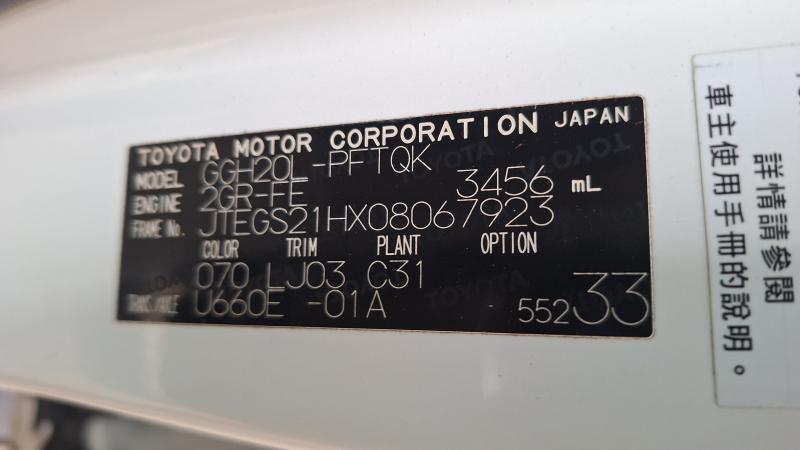 TOYOTA MOTOR CORPORATION JAPAN
MODEL GGH20L-PFTQK
ENGINE 2GR-FE 3456 mL
FRAME No. JTEGS21HX08067923
COLOR TRIM PLANT OPTION
070 LJ03 C31
TRANS/AXLE U660E -01A 55233
詳情請參閱
車主使用手冊的說明。